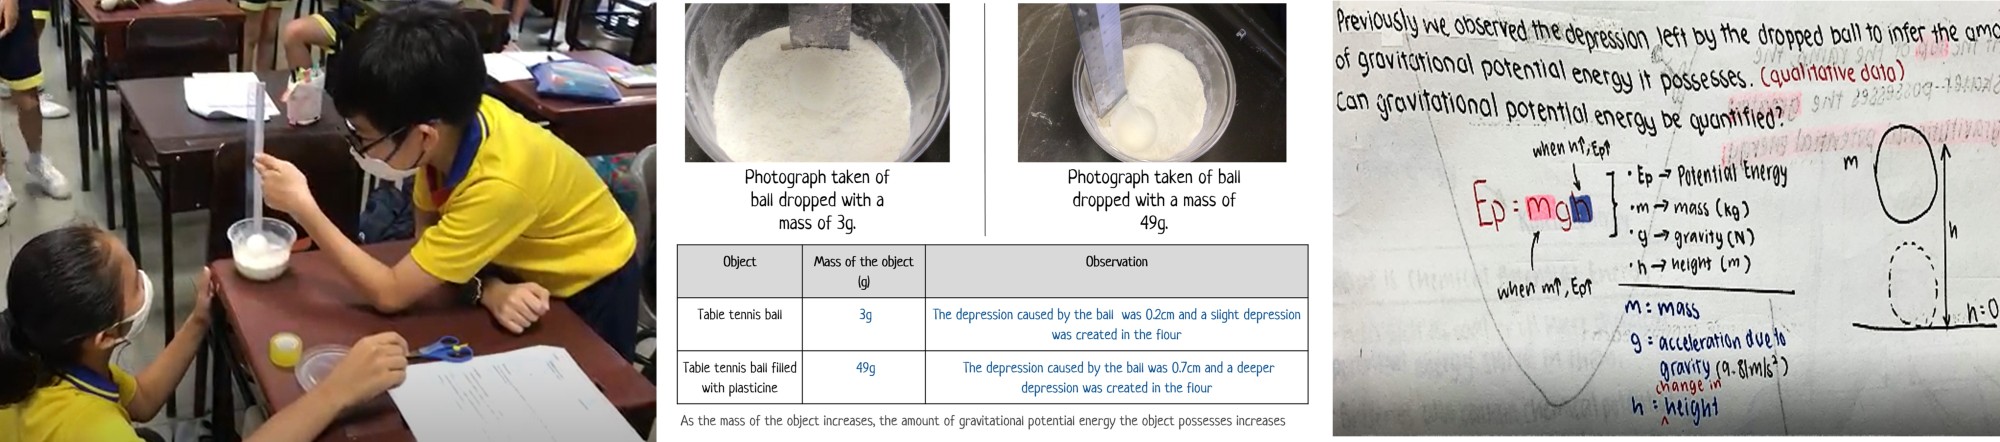 Photograph taken of
ball dropped with a
mass of 3g.
Photograph taken of ball
dropped with a mass of
49g.
Object
Mass of the object
(g)
Observation
Table tennis ball
3g
The depression caused by the ball was 0.2cm and a slight depression
was created in the flour
Table tennis ball filled
with plasticine
49g
The depression caused by the ball was 0.7cm and a deeper
depression was created in the flour
As the mass of the object increases, the amount of gravitational potential energy the object possesses increases
Previously we observed the depression left by the dropped ball to infer the
of gravitational potential energy it possesses. (qualitative data)
Can gravitational potential energy be quantified?
when h↑, Ep↑
Ep = mgh
when m↑, Ep↑
• Ep → Potential Energy
• m → mass (kg)
• g → gravity (N)
• h → height (m)
m: mass
g = acceleration due to
gravity (9.81m/s²)
change in
h = height
m
h
h=0